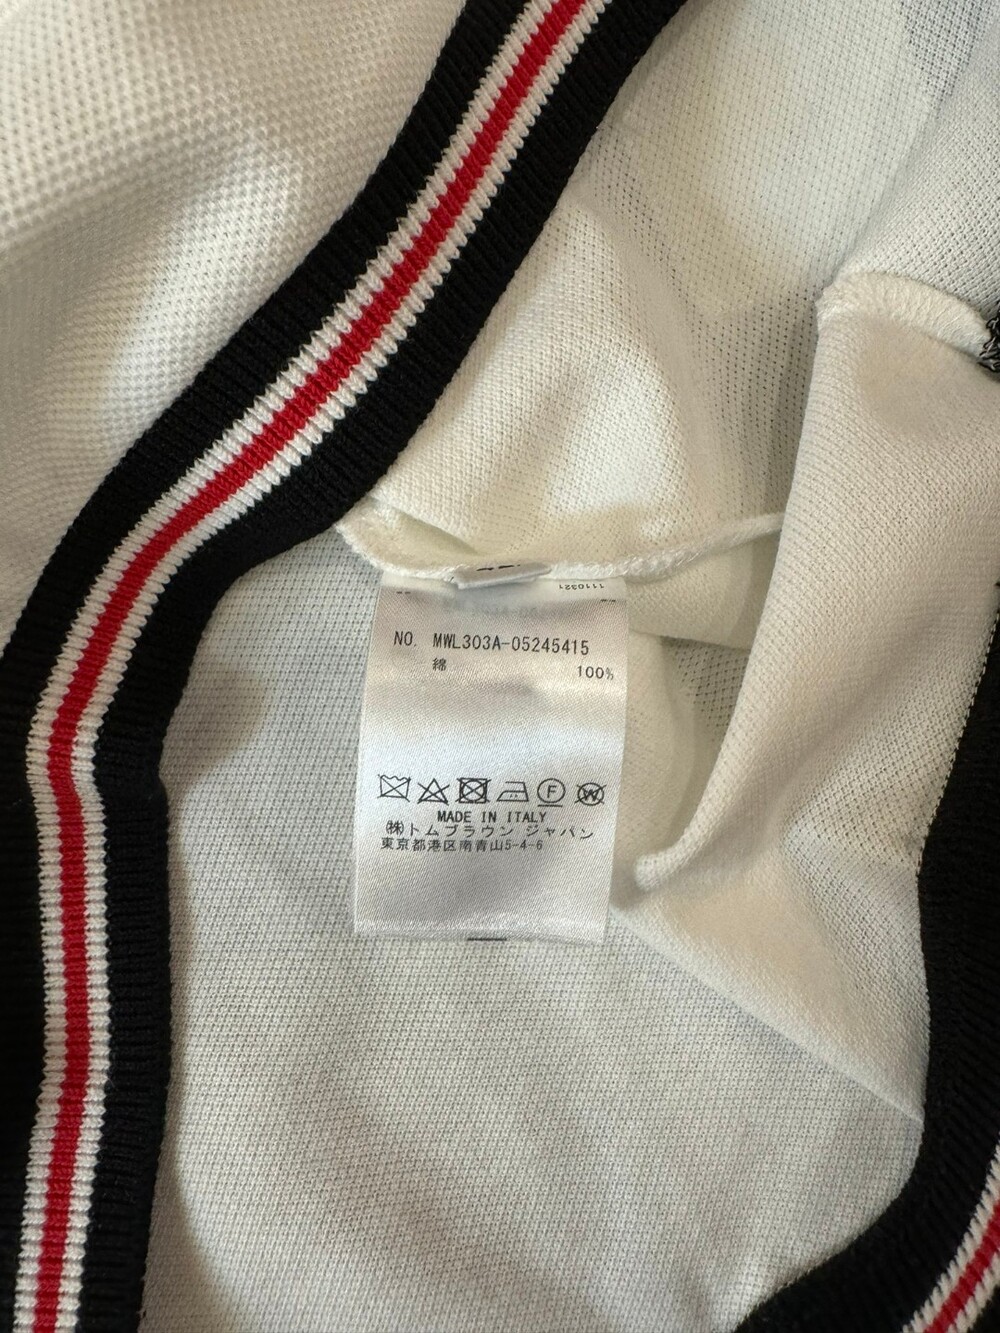 1110321
NO. MWL303A-05245415
綿 100%
MADE IN ITALY
㈱トムブラウン ジャパン
東京都港区南青山5-4-6